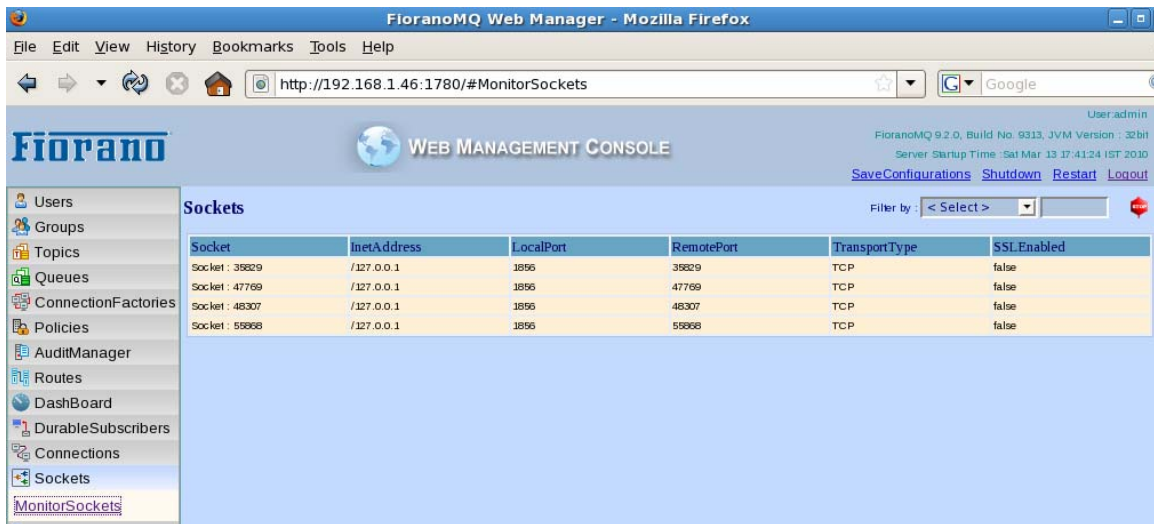 FioranoMQ Web Manager - Mozilla Firefox
File Edit View History Bookmarks Tools Help
http://192.168.1.46:1780/#MonitorSockets
G Google
User:admin
Fiorano
WEB MANAGEMENT CONSOLE
FioranoMQ 9.2.0, Build No. 9313, JVM Version : 32bit
Server Startup Time :Sat Mar 13 17:41:24 IST 2010
SaveConfigurations Shutdown Restart Logout
Users
Groups
Topics
Queues
ConnectionFactories
Policies
AuditManager
Routes
DashBoard
DurableSubscribers
Connections
Sockets
MonitorSockets
Sockets
Filter by : < Select >
STOP
Socket InetAddress LocalPort RemotePort TransportType SSLEnabled
Socket : 35829 /127.0.0.1 1856 35829 TCP false
Socket : 47769 /127.0.0.1 1856 47769 TCP false
Socket : 48307 /127.0.0.1 1856 48307 TCP false
Socket : 55868 /127.0.0.1 1856 55868 TCP false